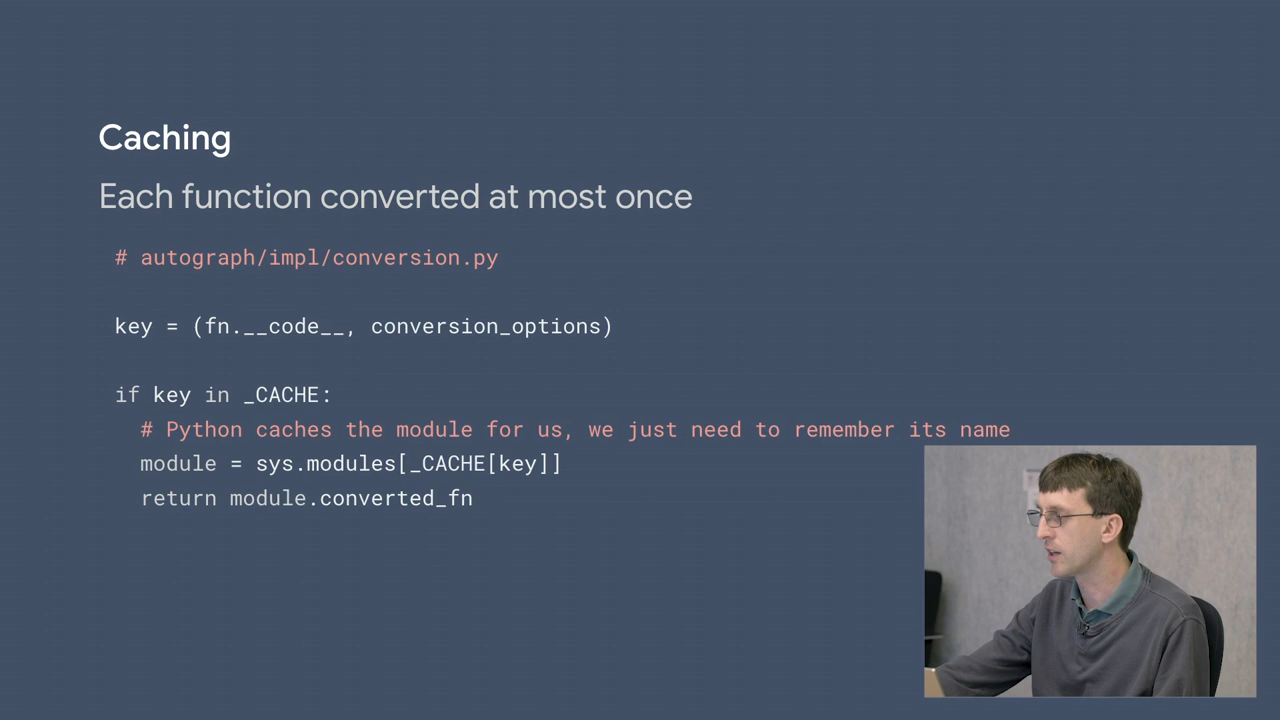 Caching
Each function converted at most once
# autograph/impl/conversion.py
key = (fn.__code__, conversion_options)
if key in _CACHE:
# Python caches the module for us, we just need to remember its name
module = sys.modules[_CACHE[key]]
return module.converted_fn